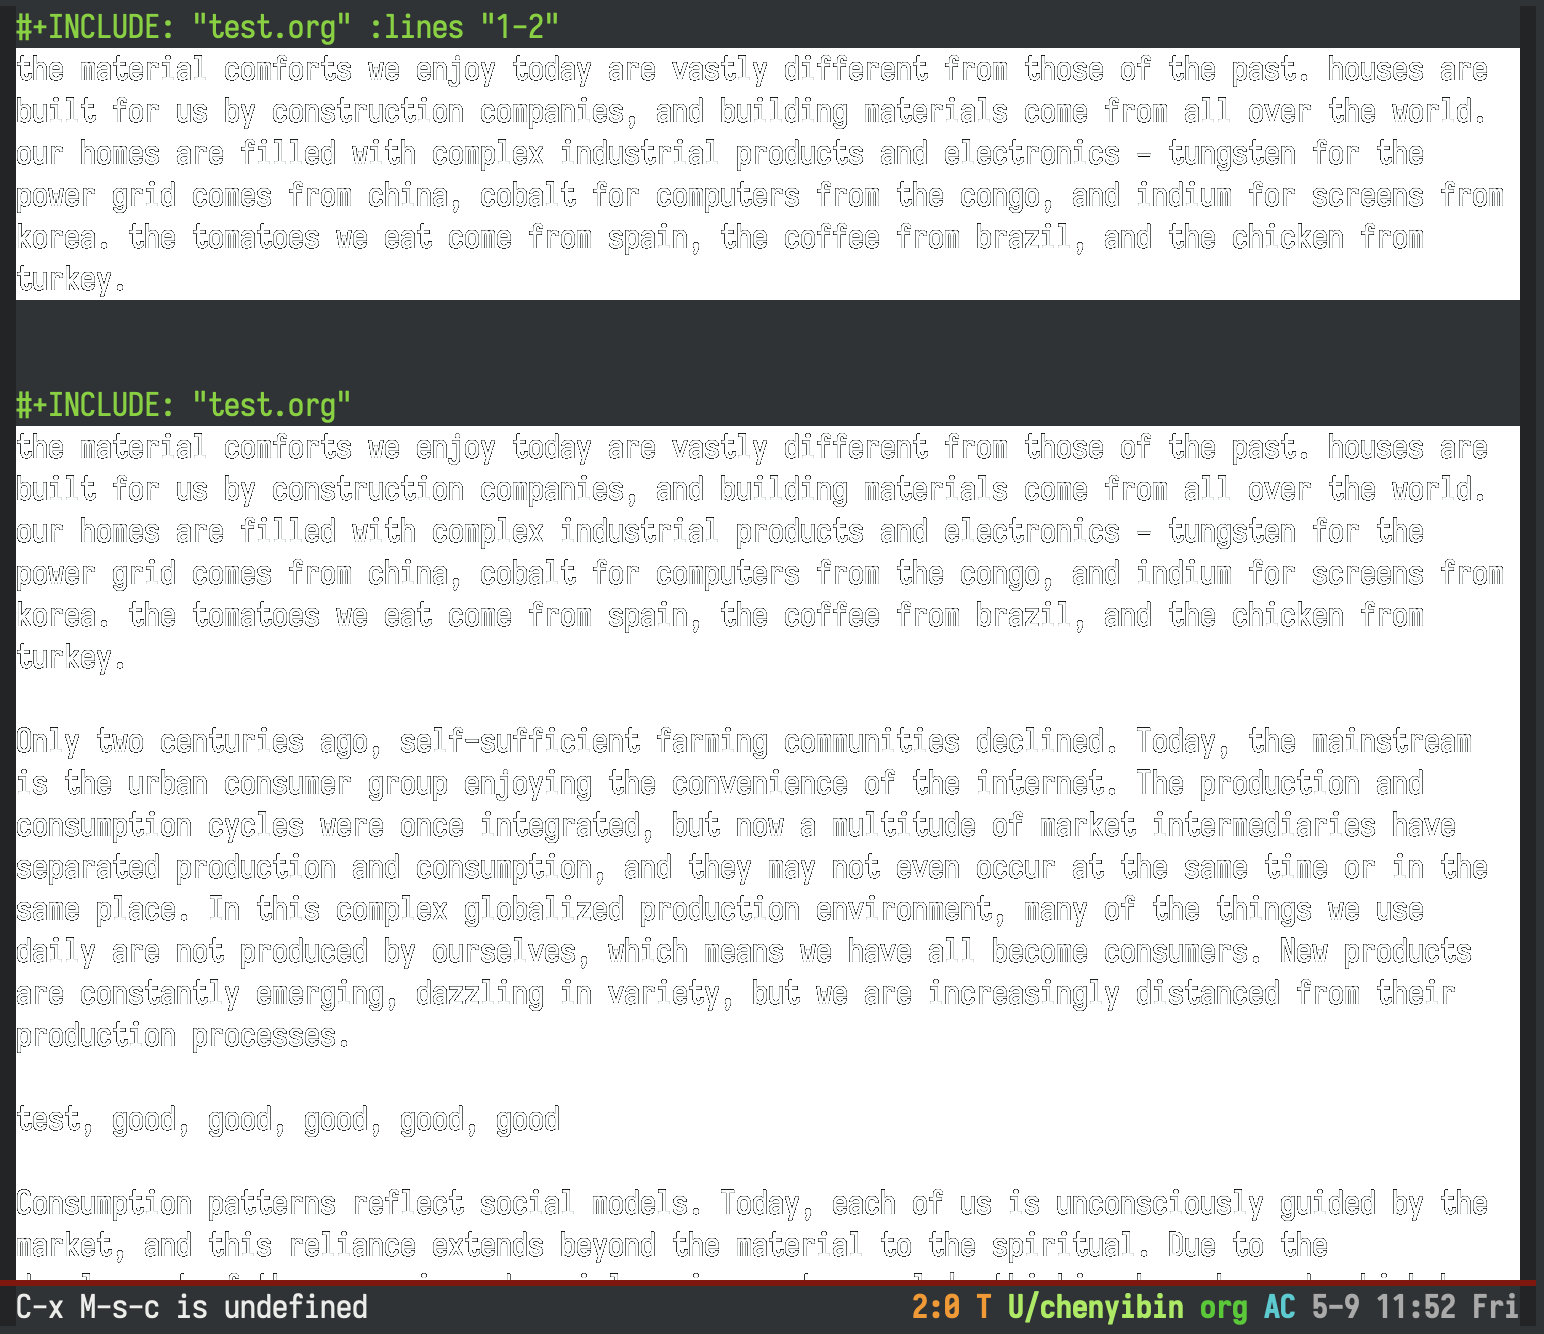 #+INCLUDE: "test.org" :lines "1-2"
the material comforts we enjoy today are vastly different from those of the past. houses are
built for us by construction companies, and building materials come from all over the world.
our homes are filled with complex industrial products and electronics - tungsten for the
power grid comes from china, cobalt for computers from the congo, and indium for screens from
korea. the tomatoes we eat come from spain, the coffee from brazil, and the chicken from
turkey.
#+INCLUDE: "test.org"
the material comforts we enjoy today are vastly different from those of the past. houses are
built for us by construction companies, and building materials come from all over the world.
our homes are filled with complex industrial products and electronics - tungsten for the
power grid comes from china, cobalt for computers from the congo, and indium for screens from
korea. the tomatoes we eat come from spain, the coffee from brazil, and the chicken from
turkey.
Only two centuries ago, self-sufficient farming communities declined. Today, the mainstream
is the urban consumer group enjoying the convenience of the internet. The production and
consumption cycles were once integrated, but now a multitude of market intermediaries have
separated production and consumption, and they may not even occur at the same time or in the
same place. In this complex globalized production environment, many of the things we use
daily are not produced by ourselves, which means we have all become consumers. New products
are constantly emerging, dazzling in variety, but we are increasingly distanced from their
production processes.
test, good, good, good, good, good
Consumption patterns reflect social models. Today, each of us is unconsciously guided by the
market, and this reliance extends beyond the material to the spiritual. Due to the
C-x M-s-c is undefined 2:0 T U/chenyibin org AC 5-9 11:52 Fri